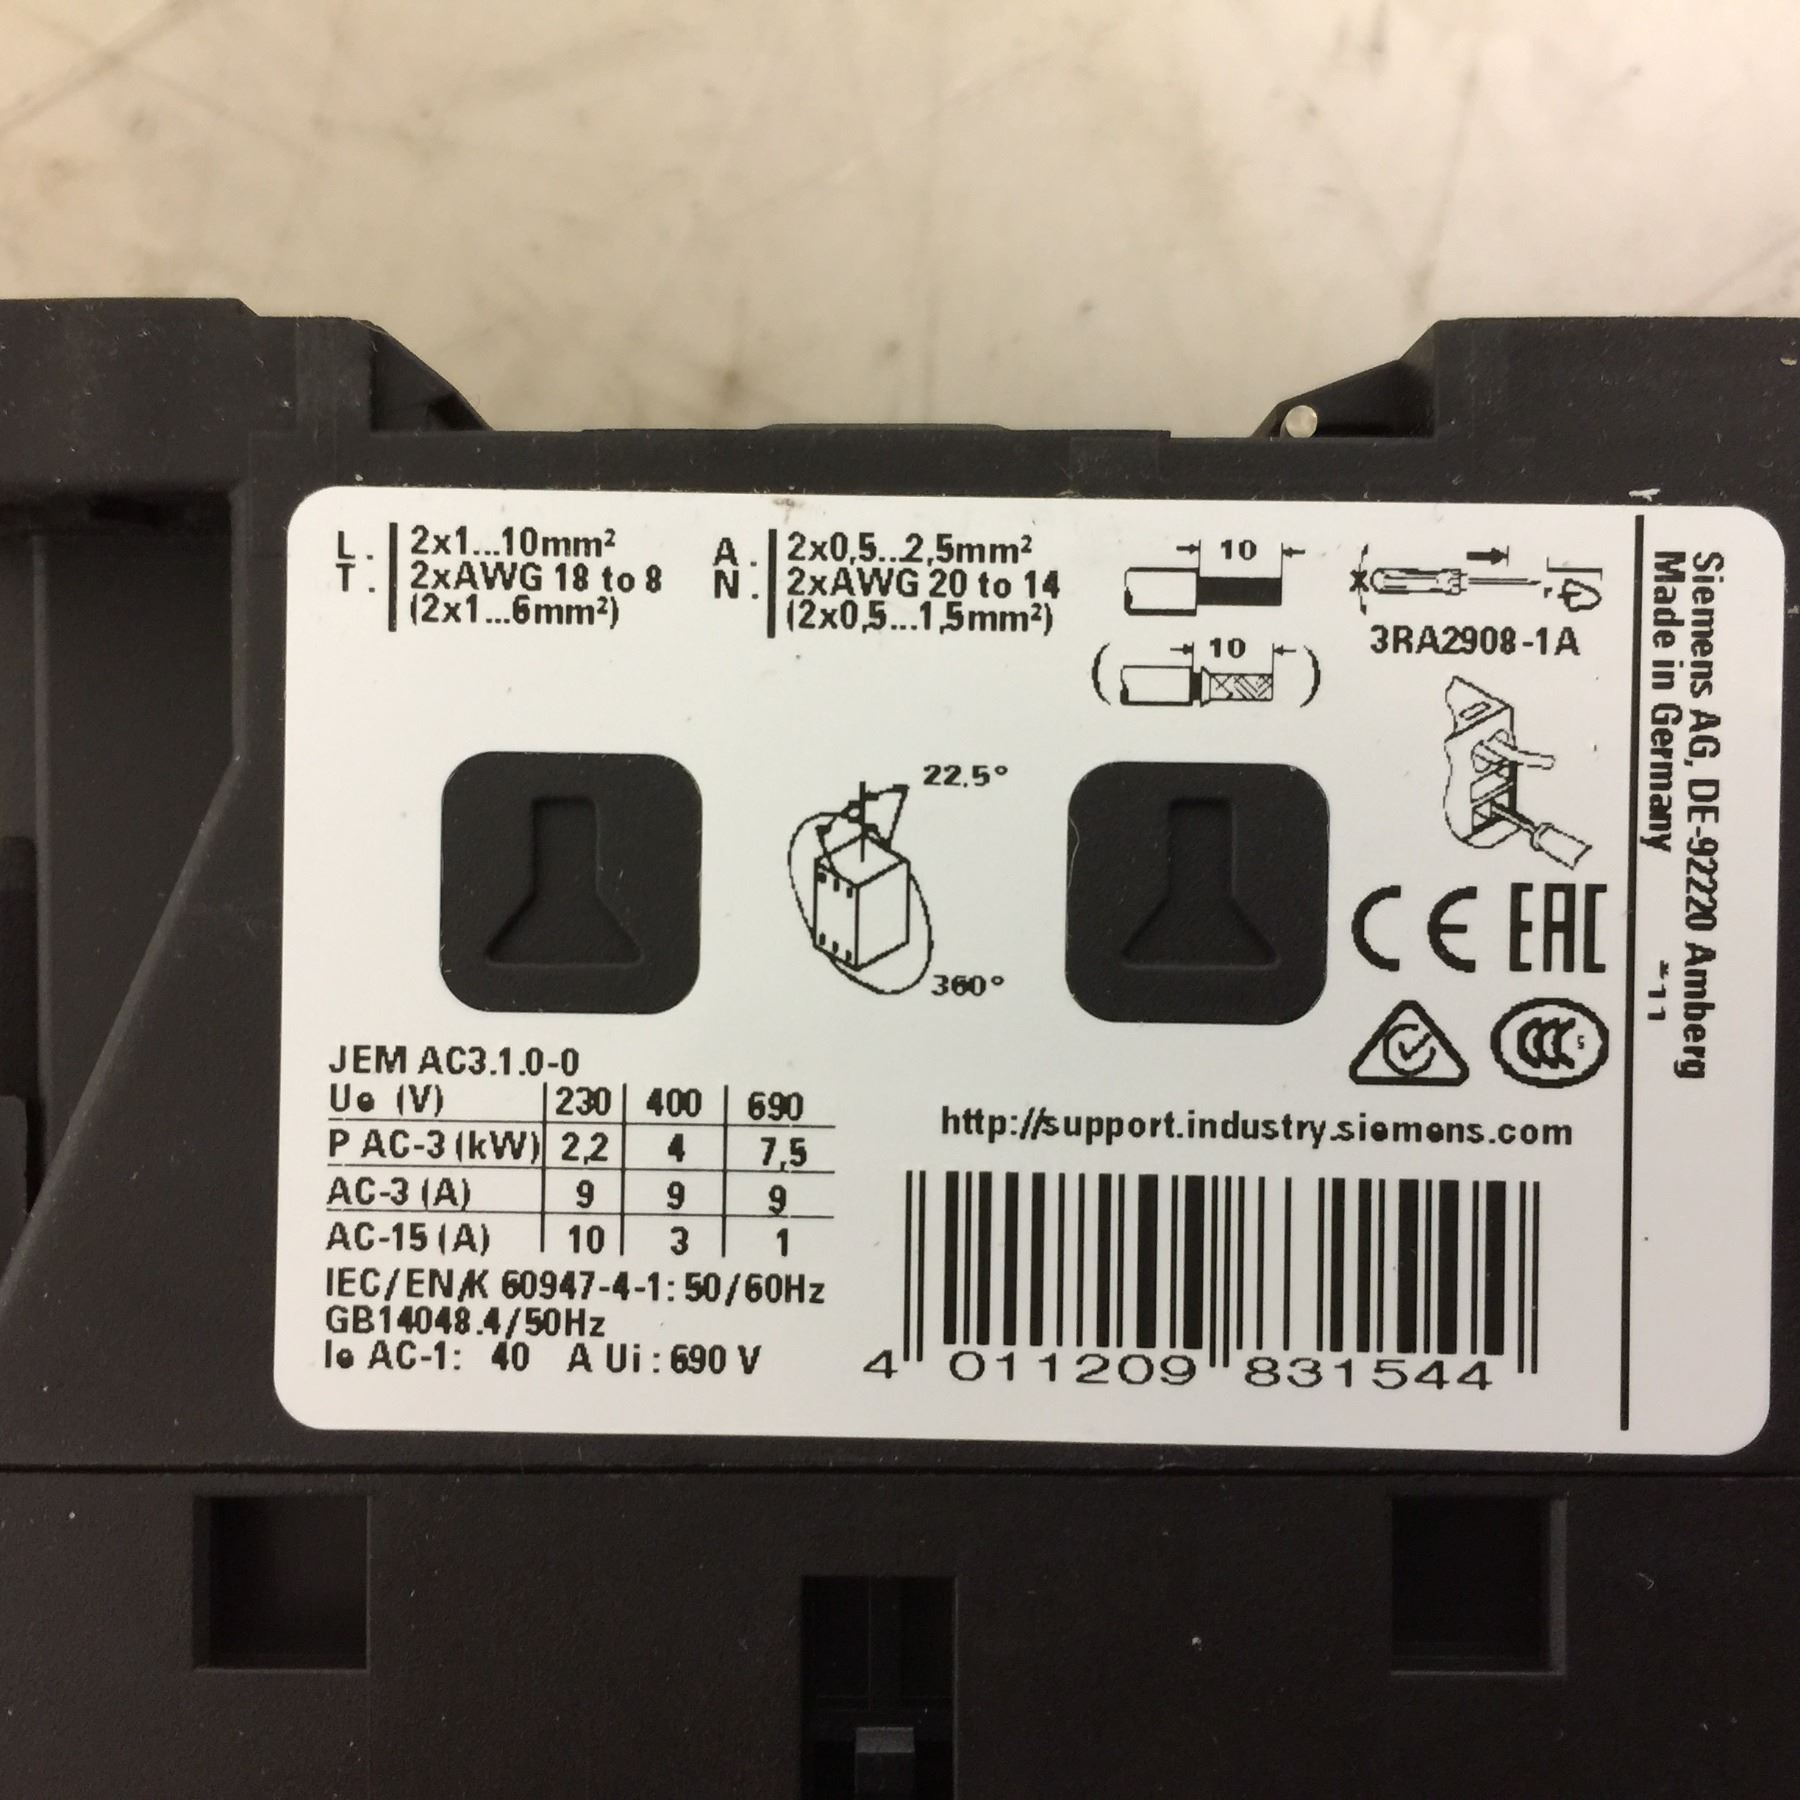 L. 2x1...10mm²
T. 2xAWG 18 to 8
(2x1...6mm²)
A. 2x0,5...2,5mm²
N. 2xAWG 20 to 14
(2x0,5...1,5mm²)
10
10
3RA2908-1A
22.5°
360°
CE EAC
CCC S
JEM AC3.1.0-0
Ue (V) 230 400 690
P AC-3 (kW) 2,2 4 7,5
AC-3 (A) 9 9 9
AC-15 (A) 10 3 1
IEC/EN/K 60947-4-1: 50/60Hz
GB14048.4/50Hz
Ie AC-1: 40 A Ui: 690 V
http://support.industry.siemens.com
4 011209 831544
Siemens AG, DE-92220 Amberg
Made in Germany *11